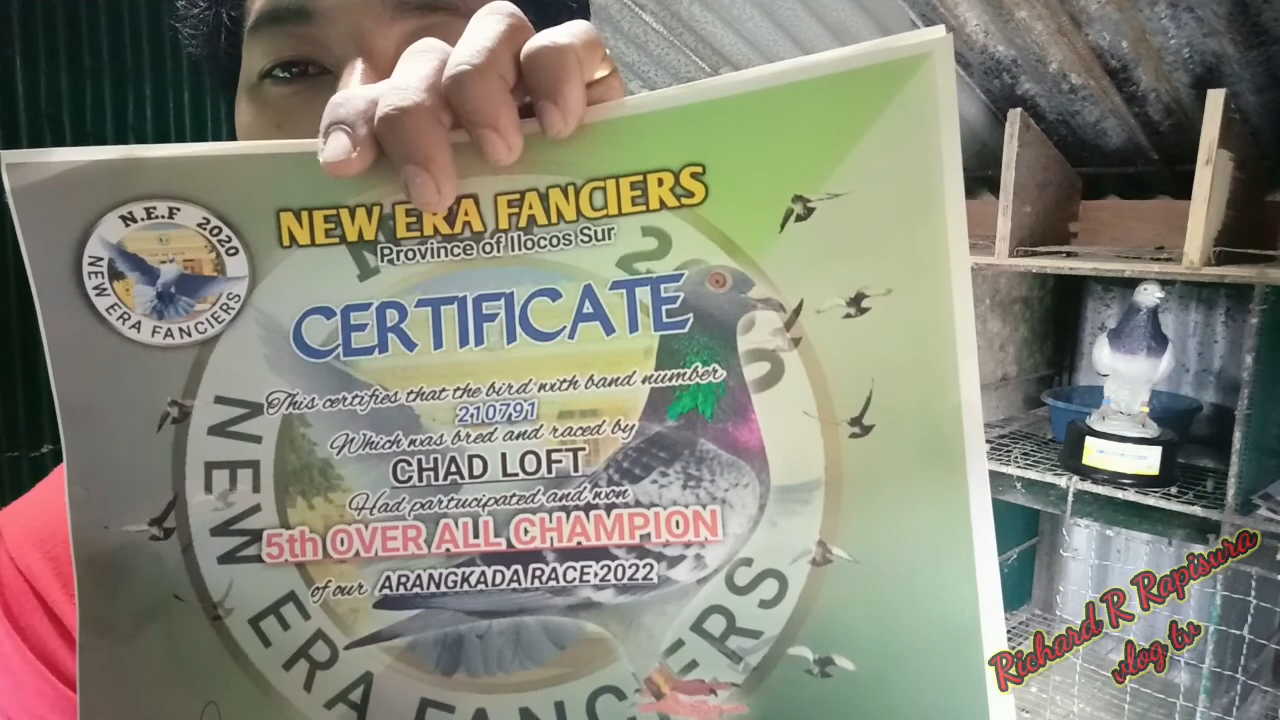 N.E.F 2020
NEW ERA FANCIERS
NEW ERA FANCIERS
Province of Ilocos Sur
CERTIFICATE
This certifies that the bird with band number
210791
Which was bred and raced by
CHAD LOFT
Had partucipated and won
5th OVER ALL CHAMPION
of our ARANGKADA RACE 2022
NEW ERA FANCIERS
Richard R Rapisura
vlog tv